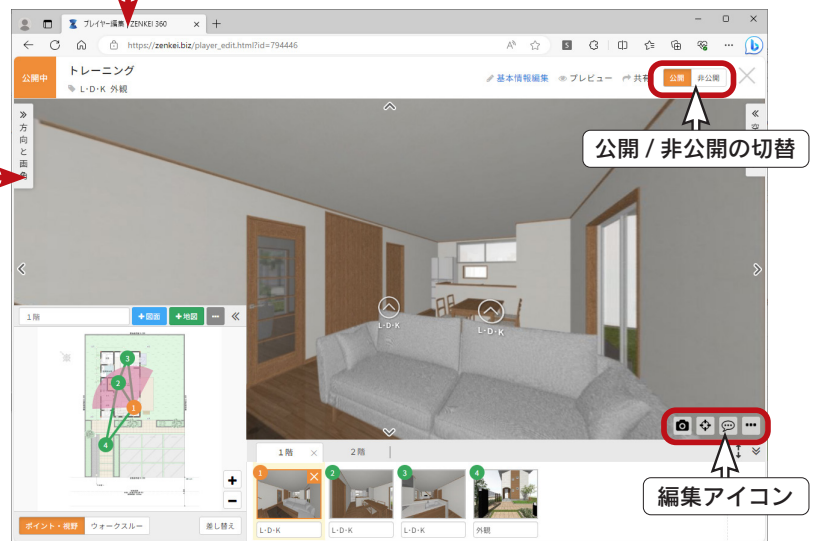 プレイヤー編集 | ZENKEI 360
https://zenkei.biz/player_edit.html?id=794446
公開中
トレーニング
L･D･K 外観
基本情報編集
プレビュー
共有
公開
非公開
公開 / 非公開の切替
方向と画角
L･D･K
L･D･K
1階
+図面
+地図
1
2
3
4
ポイント・視野
ウォークスルー
差し替え
1階
2階
1
2
3
4
L･D･K
L･D･K
L･D･K
外観
編集アイコン